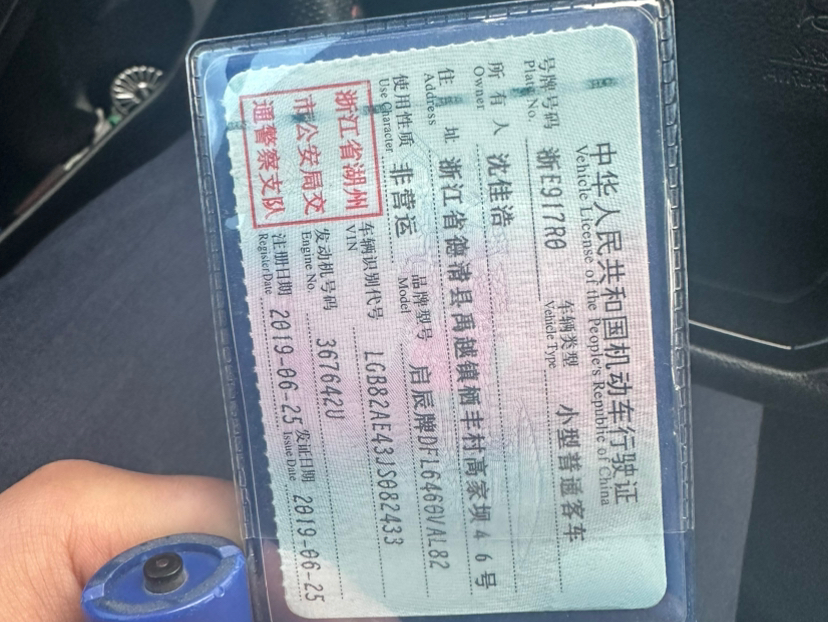 中华人民共和国机动车行驶证
Vehicle License of the People's Republic of China
号牌号码 浙E917R0 车辆类型 小型普通客车
Plate No. Vehicle Type
所有人 沈佳浩
Owner
住址 浙江省德清县禹越镇栖丰村高家坝46号
Address
使用性质 非营运 品牌型号 启辰牌DFL6460VAL82
Use Character Model
浙江省湖州
市公安局交
通警察支队
车辆识别代号 LGB82AE43JS082433
VIN
发动机号码 367642U
Engine No.
注册日期 2019-06-25 发证日期 2019-06-25
Register Date Issue Date